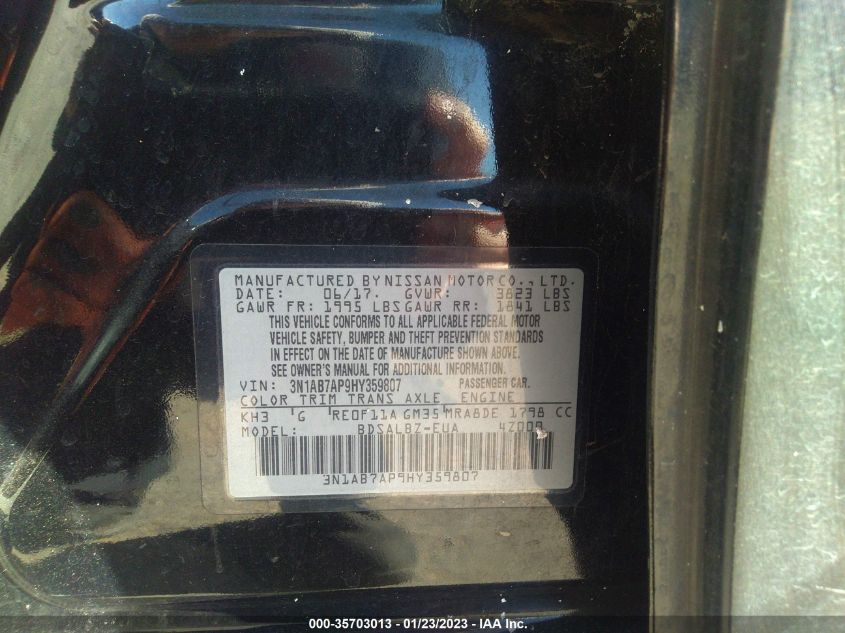 MANUFACTURED BY NISSAN MOTOR CO., LTD.
DATE: 06/17. GVWR: 3823 LBS
GAWR FR: 1995 LBS GAWR RR: 1841 LBS
THIS VEHICLE CONFORMS TO ALL APPLICABLE FEDERAL MOTOR
VEHICLE SAFETY, BUMPER AND THEFT PREVENTION STANDARDS
IN EFFECT ON THE DATE OF MANUFACTURE SHOWN ABOVE.
SEE OWNER'S MANUAL FOR ADDITIONAL INFORMATION.
VIN: 3N1AB7AP9HY359807 PASSENGER CAR.
COLOR TRIM TRANS AXLE ENGINE
KH3 'G RE0F11A GM35 MRA8DE 1798 CC
MODEL: BDSALBZ-EUA 4Z009
3N1AB7AP9HY359807
000-35703013 - 01/23/2023 - IAA Inc.